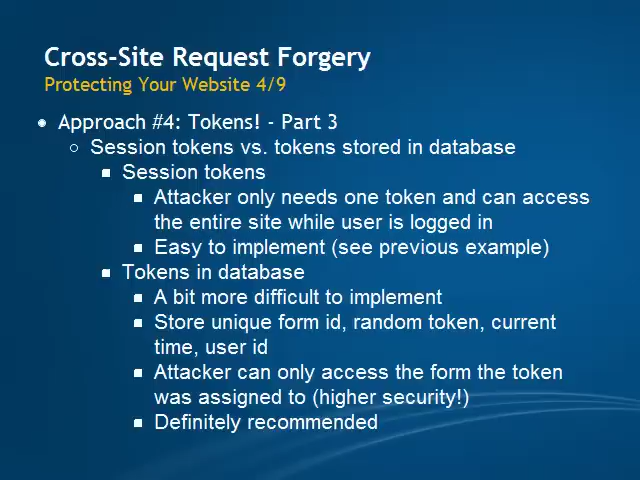 Cross-Site Request Forgery
Protecting Your Website 4/9
Approach #4: Tokens! - Part 3
Session tokens vs. tokens stored in database
Session tokens
Attacker only needs one token and can access
the entire site while user is logged in
Easy to implement (see previous example)
Tokens in database
A bit more difficult to implement
Store unique form id, random token, current
time, user id
Attacker can only access the form the token
was assigned to (higher security!)
Definitely recommended